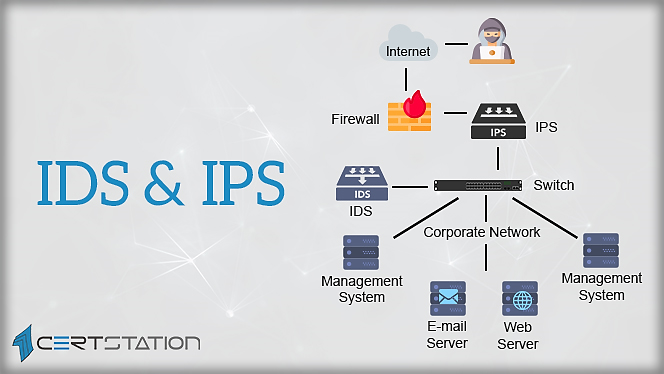 IDS & IPS
Internet
Firewall
IPS
IPS
IDS
IDS
Switch
Corporate Network
Management
System
Management
System
E-mail
Server
Web
Server
CERTSTATION